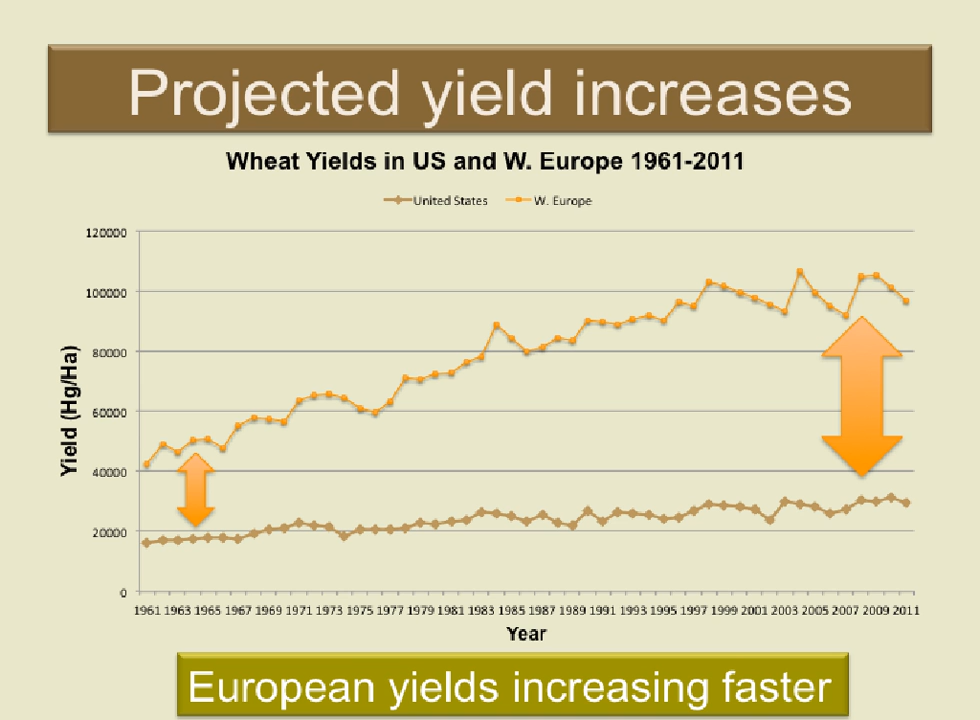 Projected yield increases
Wheat Yields in US and W. Europe 1961-2011
United States W. Europe
120000
100000
80000
60000
40000
20000
0
Yield (Hg/Ha)
1961 1963 1965 1967 1969 1971 1973 1975 1977 1979 1981 1983 1985 1987 1989 1991 1993 1995 1997 1999 2001 2003 2005 2007 2009 2011
Year
European yields increasing faster